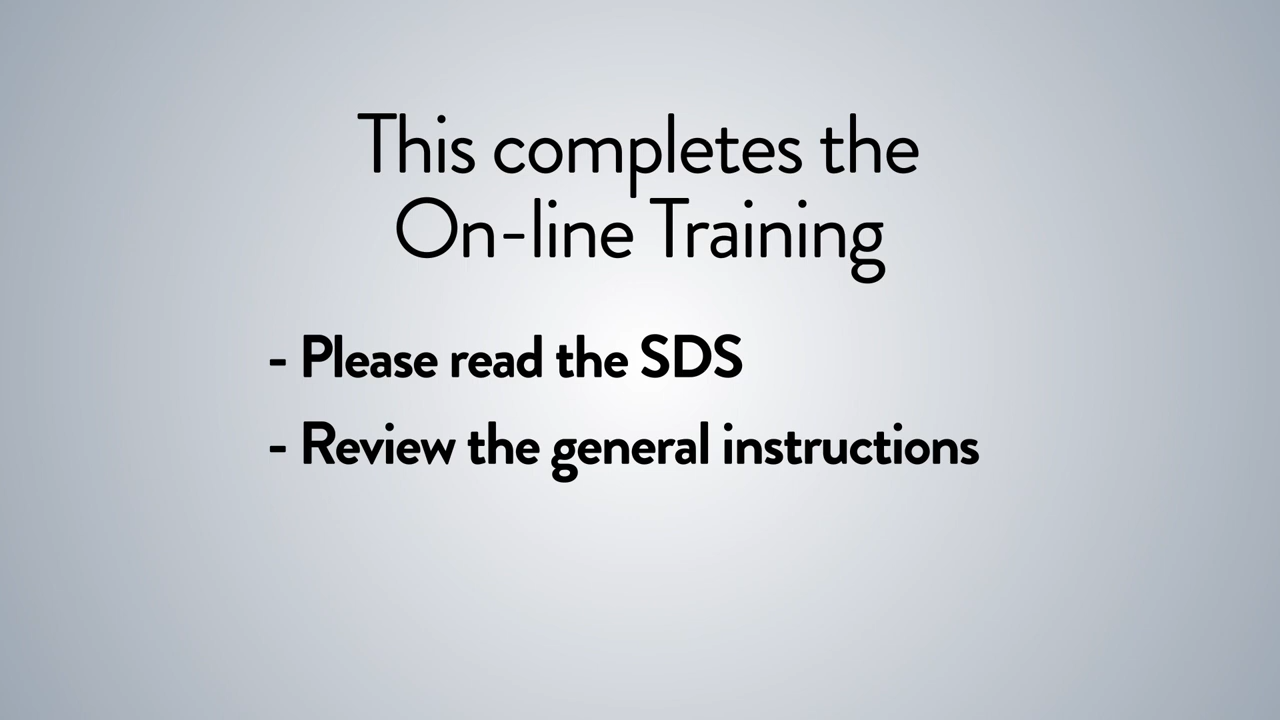 This completes the
On-line Training
- Please read the SDS
- Review the general instructions